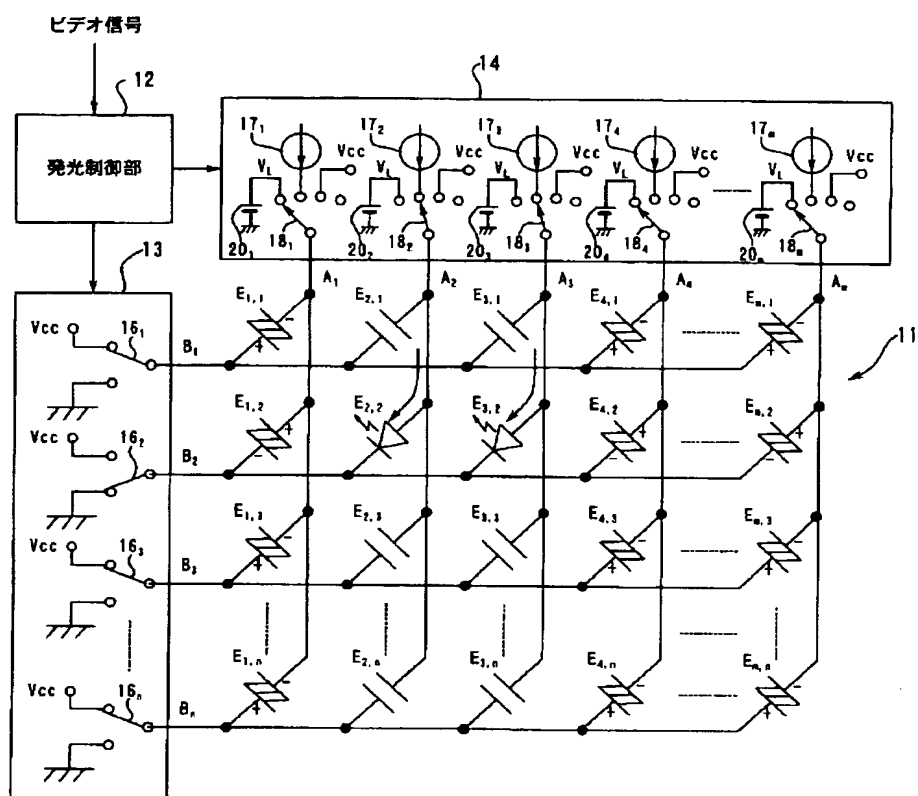 ビデオ信号
12
14
発光制御部
17₁ 17₂ 17₃ 17₄ 17ₘ
Vcc Vcc Vcc Vcc Vcc
V_L V_L V_L V_L V_L
18₁ 18₂ 18₃ 18₄ 18ₘ
20₁ 20₂ 20₃ 20₄ 20ₘ
13
A₁ A₂ A₃ A₄ Aₘ
E₁,₁ E₂,₁ E₃,₁ E₄,₁ Eₘ,₁
Vcc 16₁ B₁
+ - + - + -
11
E₁,₂ E₂,₂ E₃,₂ E₄,₂ Eₘ,₂
Vcc 16₂ B₂
- + - + - +
E₁,₃ E₂,₃ E₃,₃ E₄,₃ Eₘ,₃
Vcc 16₃ B₃
+ - + - + -
E₁,ₙ E₂,ₙ E₃,ₙ E₄,ₙ Eₘ,ₙ
Vcc 16ₙ Bₙ
+ - + - + -